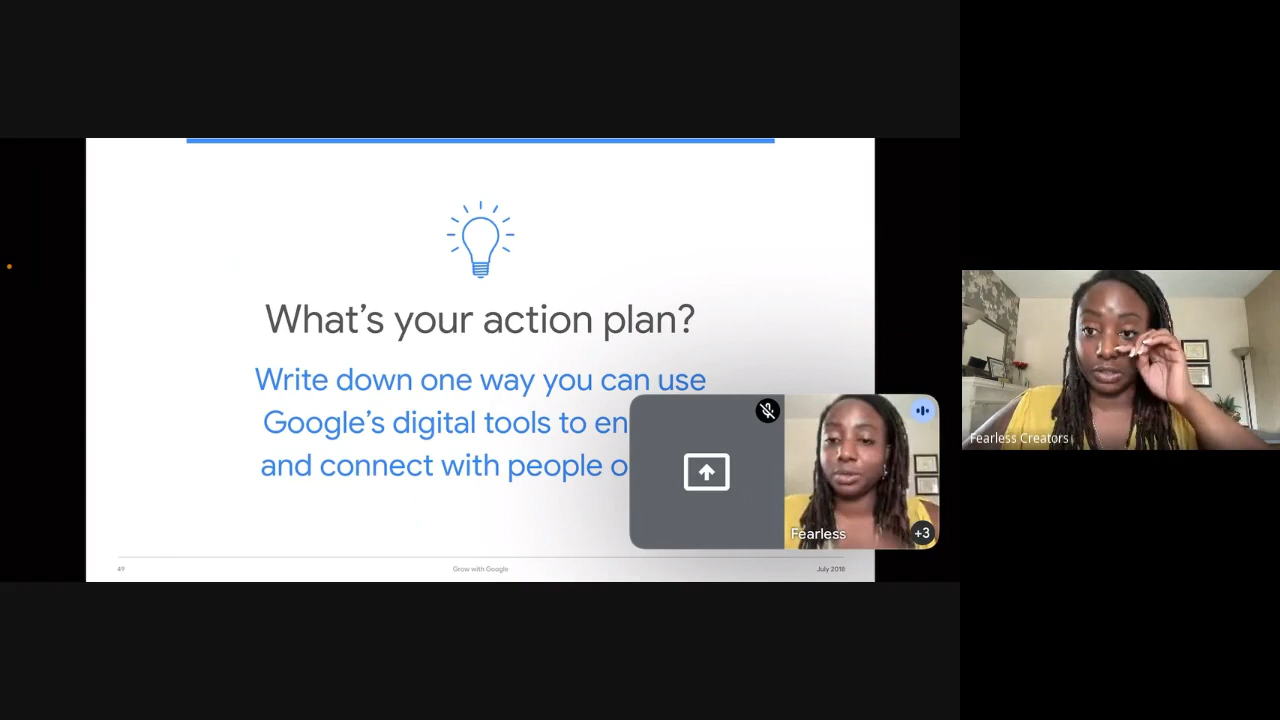 What's your action plan?
Write down one way you can use
Google's digital tools to en
and connect with people o
Fearless
+3
49
Grow with Google
July 2018
Fearless Creators